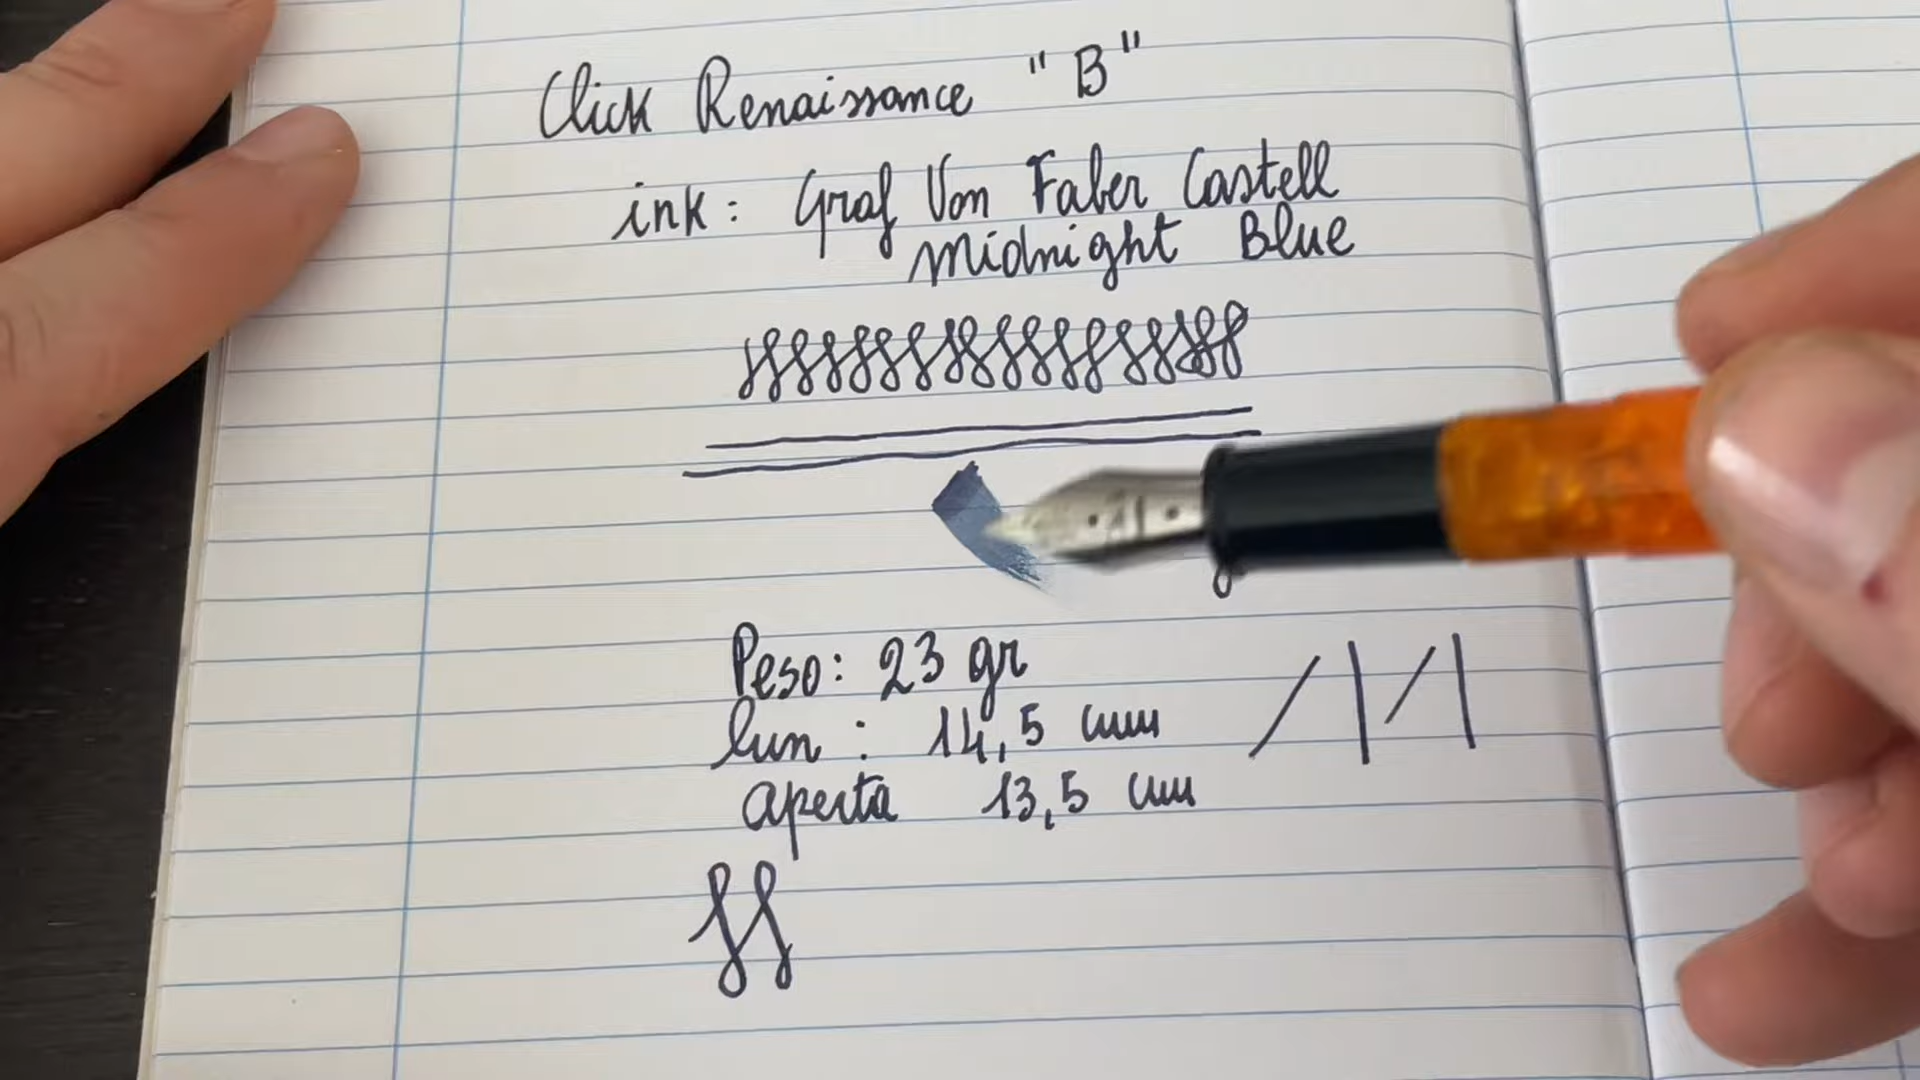 Click Renaissance "B"
ink: Graf Von Faber Castell
Midnight Blue
Peso: 23 gr
lun : 14,5 cm
aperta 13,5 cm